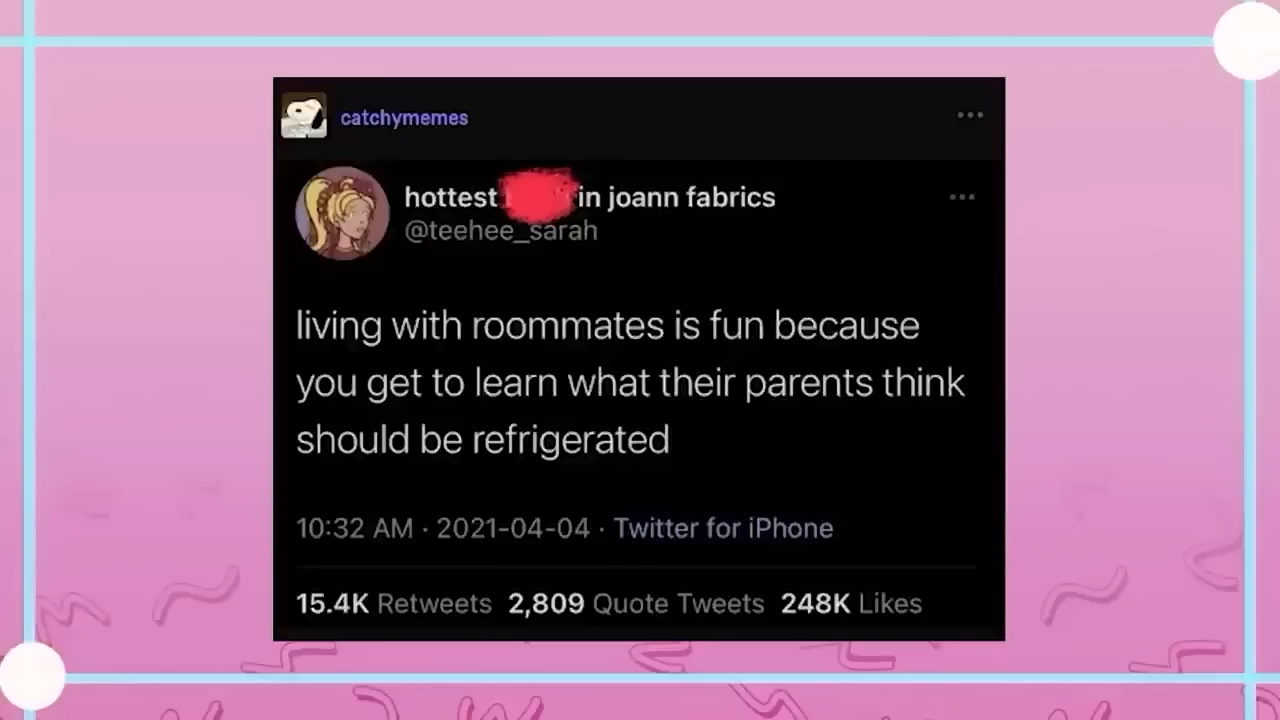 catchymemes
hottest in joann fabrics
@teehee_sarah
living with roommates is fun because
you get to learn what their parents think
should be refrigerated
10:32 AM · 2021-04-04 · Twitter for iPhone
15.4K Retweets 2,809 Quote Tweets 248K Likes